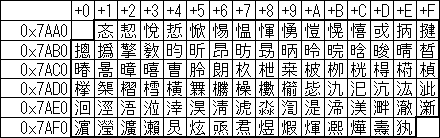 +0 +1 +2 +3 +4 +5 +6 +7 +8 +9 +A +B +C +D +E +F
0x7AA0 忞 恝 悅 悊 惞 惕 愠 惲 愑 愷 愰 憘 戓 抦 揵
0x7AB0 摠 撝 擎 敎 昀 昕 昻 昉 昮 昞 昤 晥 晗 晙 晴 晳
0x7AC0 暙 暠 暲 暿 曺 朎 朗 杦 枻 桒 柀 栁 桄 棏 﨓 楨
0x7AD0 﨔 榘 槢 樰 橫 橆 橳 橾 櫢 櫤 毖 氿 汜 沆 汯 泚
0x7AE0 洄 涇 浯 涖 涬 淏 淸 淲 淼 渹 湜 渧 渼 溿 澈 澵
0x7AF0 濵 瀅 瀇 瀨 炅 炫 焏 焄 煜 煆 煇 凞 燁 燾 犱